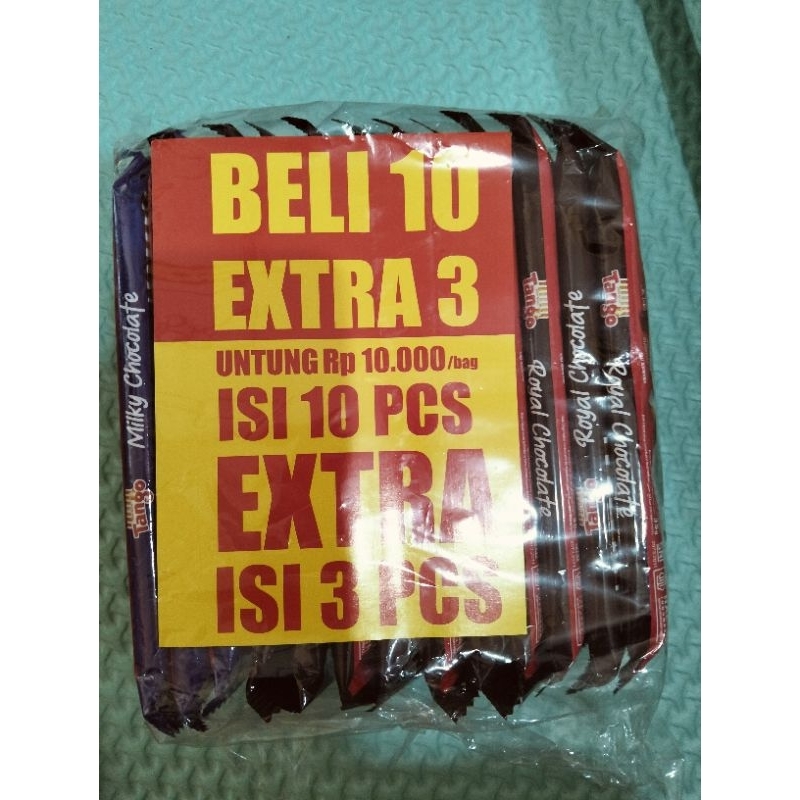 BELI 10
EXTRA 3
UNTUNG Rp 10.000/bag
ISI 10 PCS
EXTRA
ISI 3 PCS
Milky Chocolate
Tango
Tango
Royal Chocolate
Royal Chocolate
Tango
Tango
Royal Chocolate